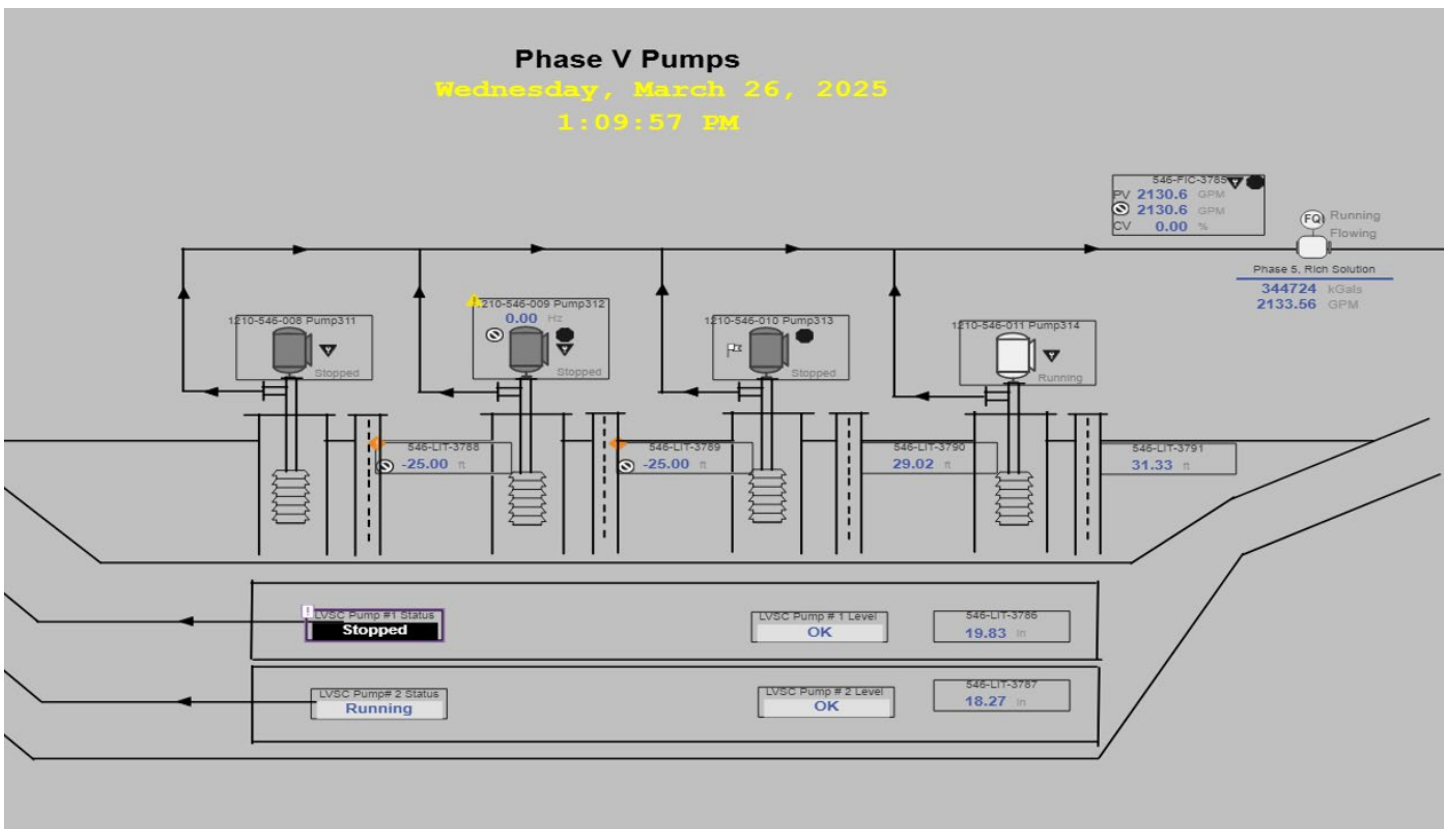 Phase V Pumps
Wednesday, March 26, 2025
1:09:57 PM
546-FIC-3785
PV 2130.6 GPM
2130.6 GPM
CV 0.00 %
FQI Running
Flowing
Phase 5, Rich Solution
344724 kGals
2133.56 GPM
1210-546-008 Pump311
Stopped
1210-546-009 Pump312
0.00 Hz
Stopped
1210-546-010 Pump313
Stopped
1210-546-011 Pump314
Running
546-LIT-3788
-25.00 ft
546-LIT-3789
-25.00 ft
546-LIT-3790
29.02 ft
546-LIT-3791
31.33 ft
LVSC Pump #1 Status
Stopped
LVSC Pump # 1 Level
OK
546-LIT-3786
19.83 in
LVSC Pump# 2 Status
Running
LVSC Pump # 2 Level
OK
546-LIT-3787
18.27 in